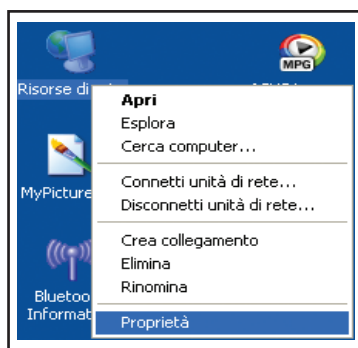 MPG
Risorse di
Apri
Esplora
Cerca computer...
MyPicture
Connetti unità di rete...
Disconnetti unità di rete...
Crea collegamento
Elimina
Rinomina
Bluetoo
Informat
Proprietà